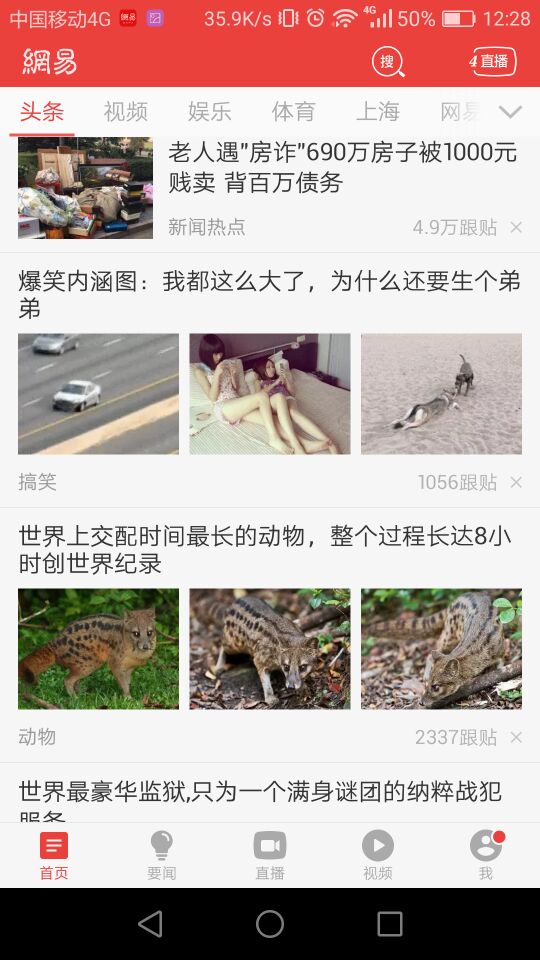 中国移动4G 35.9K/s 4G 50% 12:28
網易 搜 4直播
头条 视频 娱乐 体育 上海 网易
老人遇"房诈"690万房子被1000元
贱卖 背百万债务
新闻热点 4.9万跟贴
爆笑内涵图：我都这么大了，为什么还要生个弟
弟
搞笑 1056跟贴
世界上交配时间最长的动物，整个过程长达8小
时创世界纪录
动物 2337跟贴
世界最豪华监狱,只为一个满身谜团的纳粹战犯
服务
首页 要闻 直播 视频 我